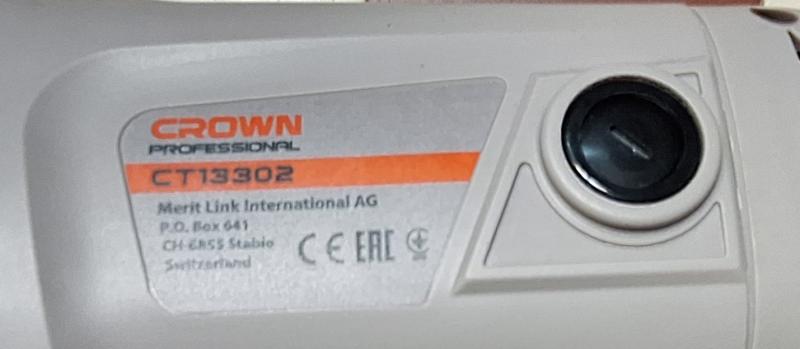 CROWN
PROFESSIONAL
CT13302
Merit Link International AG
P.O. Box 641
CH-6855 Stabio
Switzerland
CE EAC